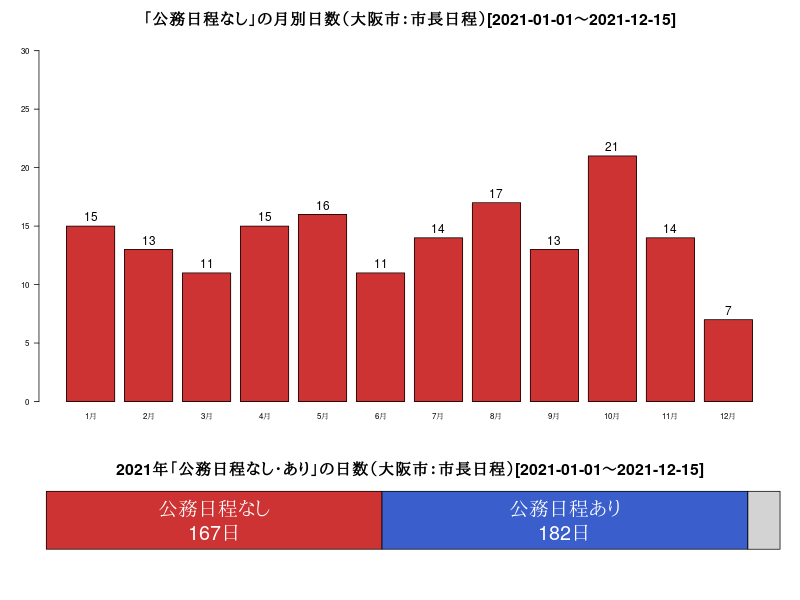 「公務日程なし」の月別日数(大阪市:市長日程)[2021-01-01~2021-12-15]
30
25
20
15
10
5
0
15
13
11
15
16
11
14
17
13
21
14
7
1月
2月
3月
4月
5月
6月
7月
8月
9月
10月
11月
12月
2021年「公務日程なし・あり」の日数(大阪市:市長日程)[2021-01-01~2021-12-15]
公務日程なし
167日
公務日程あり
182日